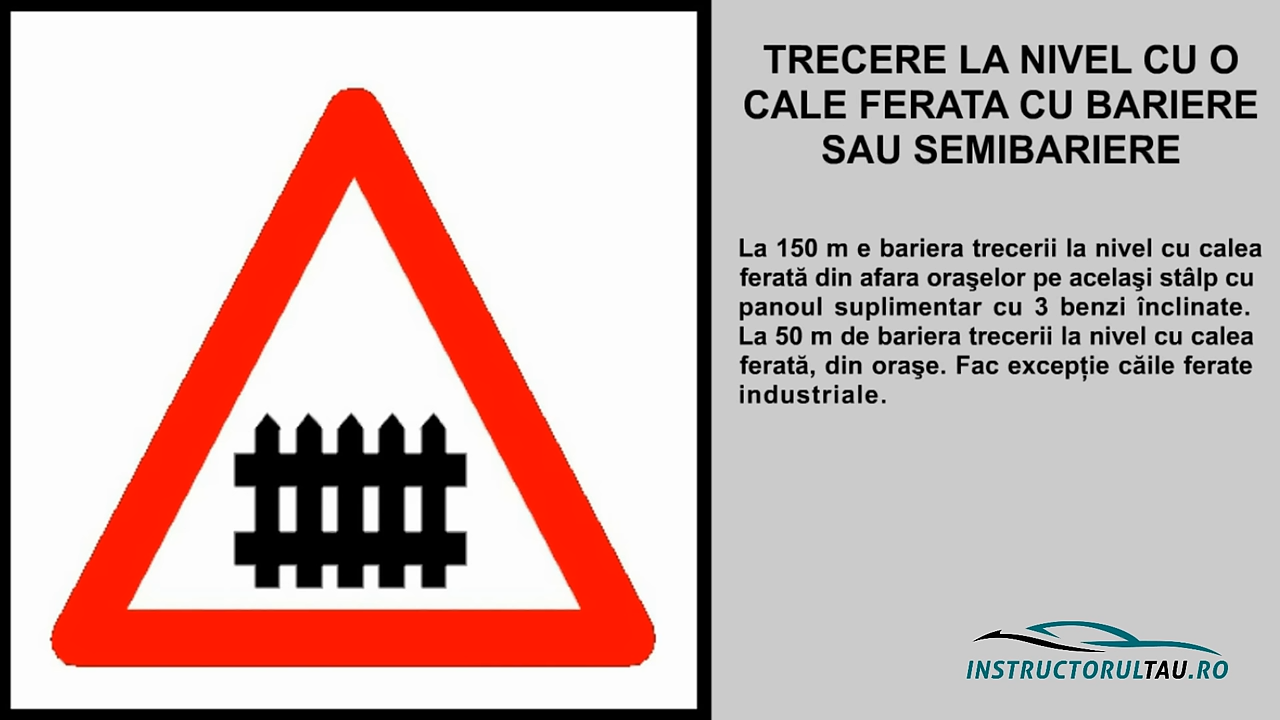 TRECERE LA NIVEL CU O
CALE FERATA CU BARIERE
SAU SEMIBARIERE
La 150 m e bariera trecerii la nivel cu calea
ferată din afara oraşelor pe acelaşi stâlp cu
panoul suplimentar cu 3 benzi înclinate.
La 50 m de bariera trecerii la nivel cu calea
ferată, din oraşe. Fac excepţie căile ferate
industriale.
INSTRUCTORULTAU.RO